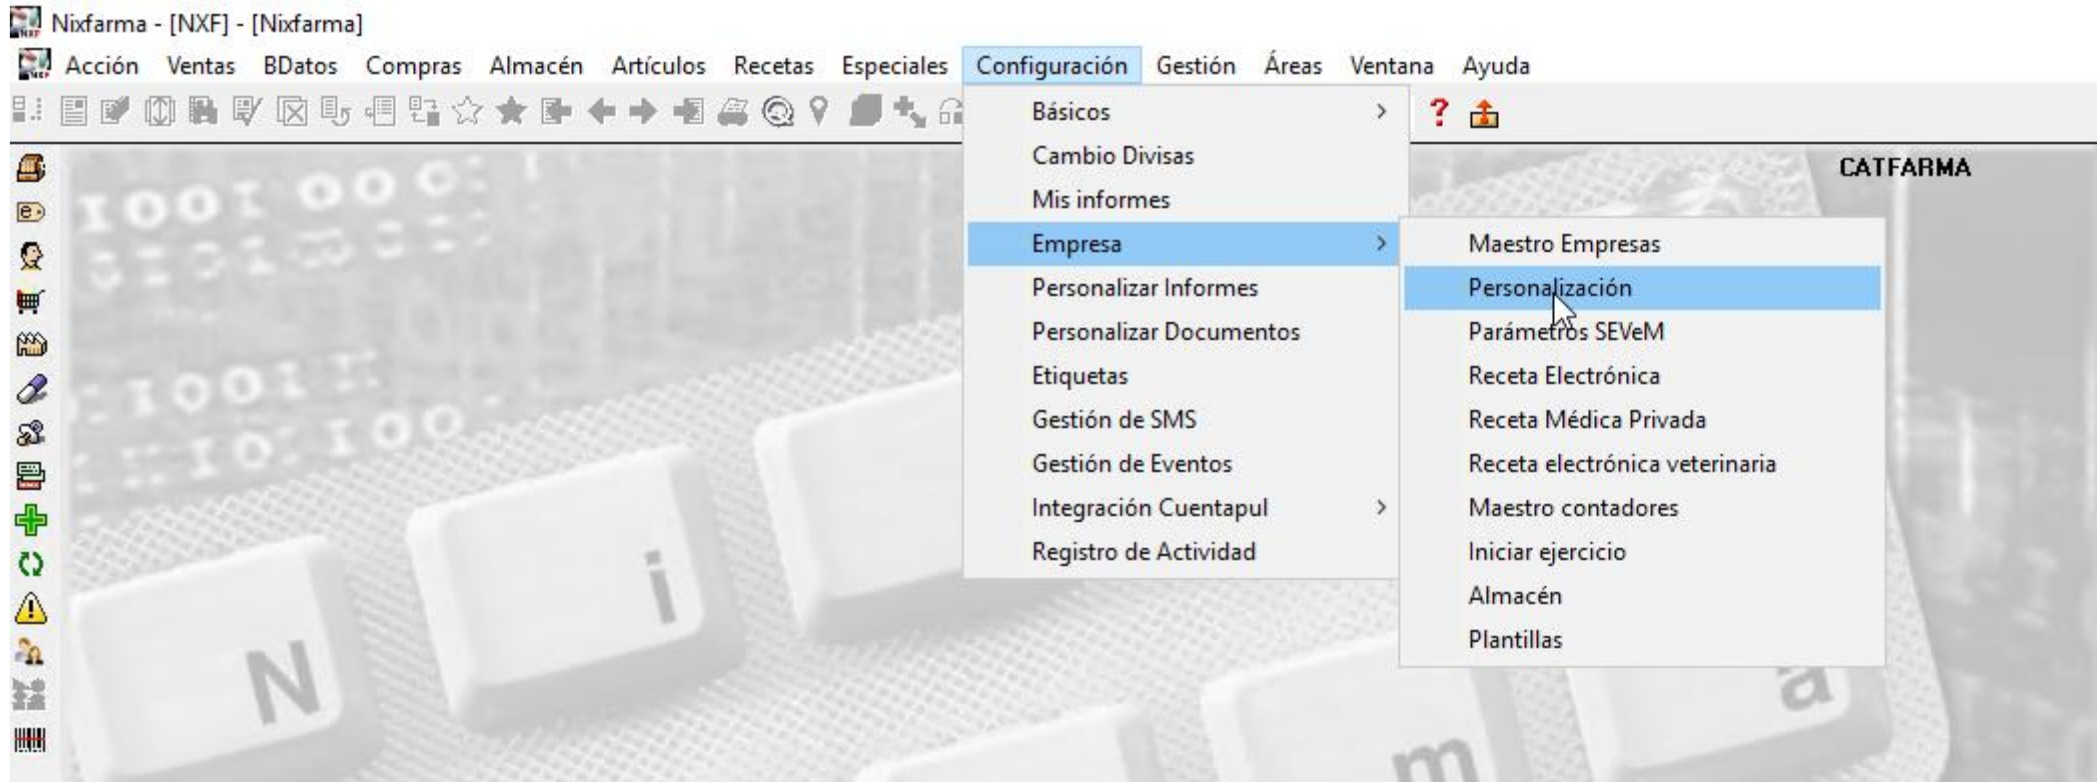 Nixfarma - [NXF] - [Nixfarma]
Acción Ventas BDatos Compras Almacén Artículos Recetas Especiales Configuración Gestión Áreas Ventana Ayuda
CATFARMA
Básicos
Cambio Divisas
Mis informes
Empresa
Personalizar Informes
Personalizar Documentos
Etiquetas
Gestión de SMS
Gestión de Eventos
Integración Cuentapul
Registro de Actividad
Maestro Empresas
Personalización
Parámetros SEVeM
Receta Electrónica
Receta Médica Privada
Receta electrónica veterinaria
Maestro contadores
Iniciar ejercicio
Almacén
Plantillas
N i
m a